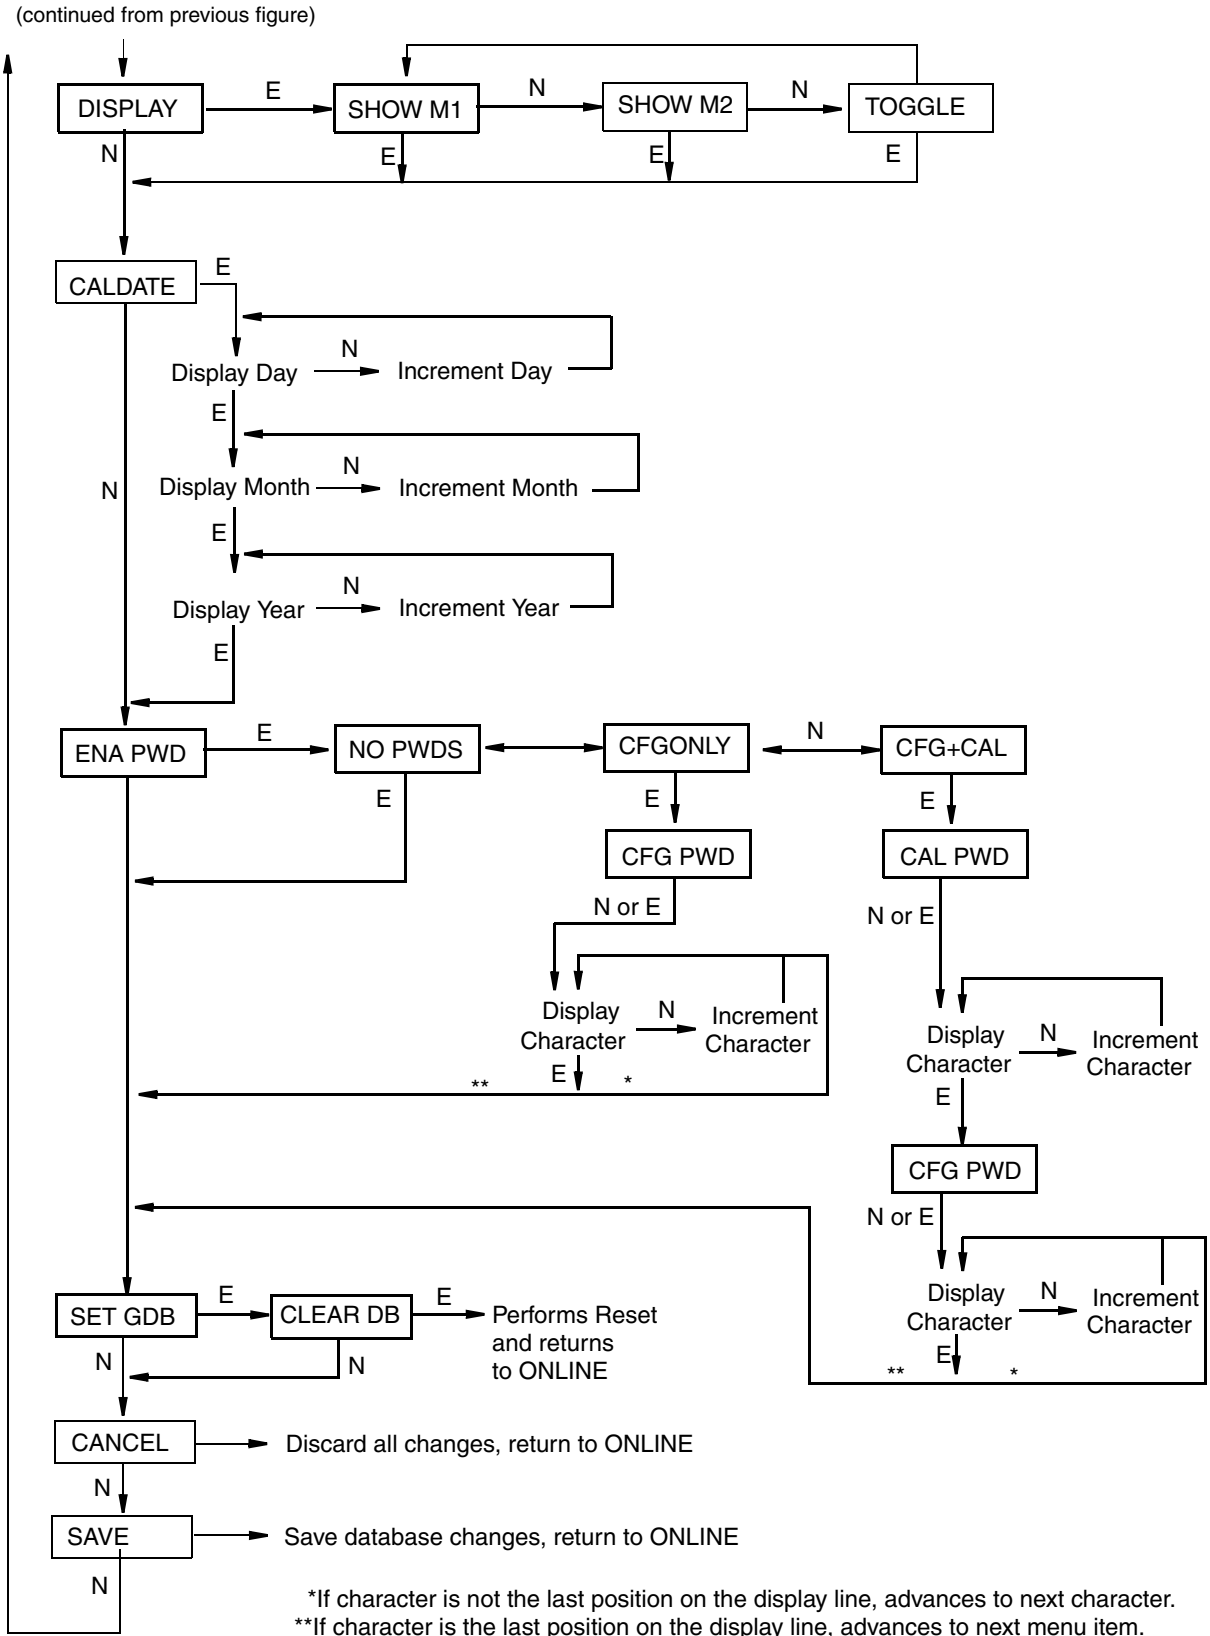 (continued from previous figure)
DISPLAY
E
SHOW M1
N
SHOW M2
N
TOGGLE
N
E
E
E
CALDATE
E
Display Day
N
Increment Day
E
Display Month
N
Increment Month
N
E
Display Year
N
Increment Year
E
ENA PWD
E
NO PWDS
CFGONLY
N
CFG+CAL
E
E
E
CFG PWD
CAL PWD
N or E
N or E
Display
Character
N
Increment
Character
E
**
*
Display
Character
N
Increment
Character
E
CFG PWD
N or E
Display
Character
N
Increment
Character
E
**
*
SET GDB
E
CLEAR DB
E
Performs Reset
and returns
to ONLINE
N
N
CANCEL
Discard all changes, return to ONLINE
N
SAVE
Save database changes, return to ONLINE
N
*If character is not the last position on the display line, advances to next character.
**If character is the last position on the display line, advances to next menu item.